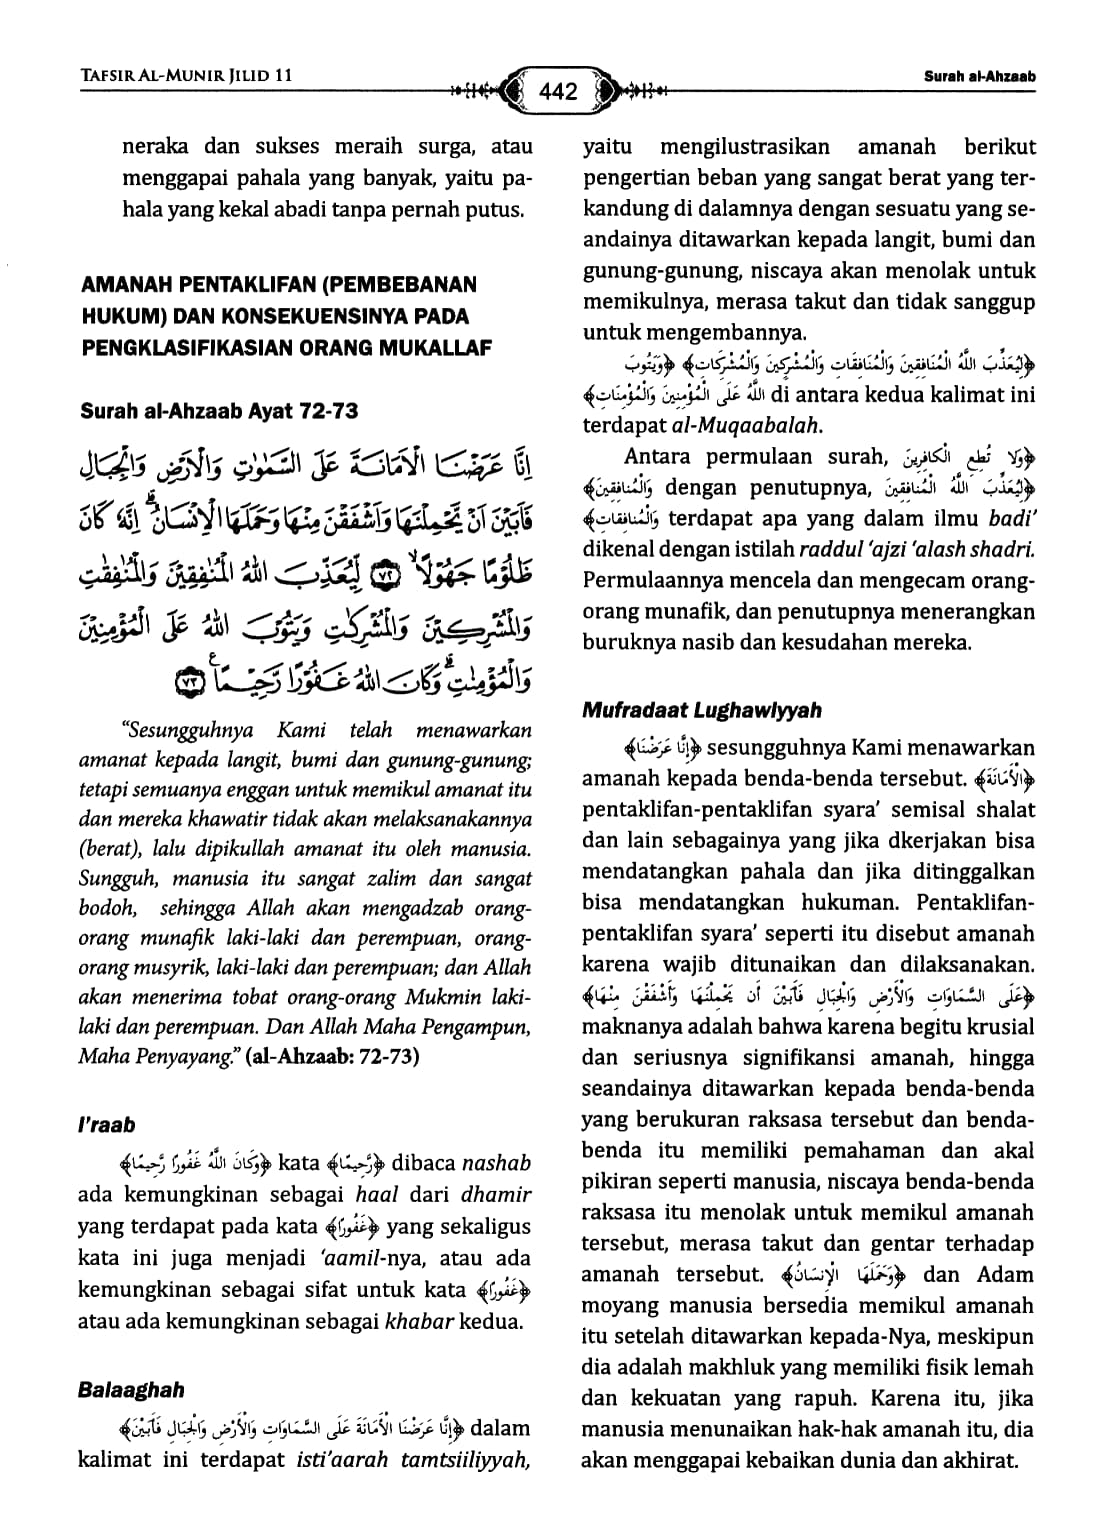 TAFSIR AL-MUNIR JILID 11
442
Surah al-Ahzaab
neraka dan sukses meraih surga, atau
menggapai pahala yang banyak, yaitu pa-
hala yang kekal abadi tanpa pernah putus.
AMANAH PENTAKLIFAN (PEMBEBANAN
HUKUM) DAN KONSEKUENSINYA PADA
PENGKLASIFIKASIAN ORANG MUKALLAF
Surah al-Ahzaab Ayat 72-73
اِنَّا عَرَضْنَا الْاَمَانَةَ عَلَى السَّمٰوٰتِ وَالْاَرْضِ وَالْجِبَالِ
فَاَبَيْنَ اَنْ يَّحْمِلْنَهَا وَاَشْفَقْنَ مِنْهَا وَحَمَلَهَا الْاِنْسَانُۗ اِنَّهٗ كَانَ
ظَلُوْمًا جَهُوْلًاۙ ﴿٧٢﴾ لِّيُعَذِّبَ اللّٰهُ الْمُنٰفِقِيْنَ وَالْمُنٰفِقٰتِ
وَالْمُشْرِكِيْنَ وَالْمُشْرِكٰتِ وَيَتُوْبَ اللّٰهُ عَلَى الْمُؤْمِنِيْنَ
وَالْمُؤْمِنٰتِۗ وَكَانَ اللّٰهُ غَفُوْرًا رَّحِيْمًا ࣖ ﴿٧٣﴾
“Sesungguhnya Kami telah menawarkan
amanat kepada langit, bumi dan gunung-gunung;
tetapi semuanya enggan untuk memikul amanat itu
dan mereka khawatir tidak akan melaksanakannya
(berat), lalu dipikullah amanat itu oleh manusia.
Sungguh, manusia itu sangat zalim dan sangat
bodoh, sehingga Allah akan mengadzab orang-
orang munafik laki-laki dan perempuan, orang-
orang musyrik, laki-laki dan perempuan; dan Allah
akan menerima tobat orang-orang Mukmin laki-
laki dan perempuan. Dan Allah Maha Pengampun,
Maha Penyayang.” (al-Ahzaab: 72-73)
I’raab
﴿وَكَانَ اللَّهُ غَفُورًا رَّحِيمًا﴾ kata ﴿رَّحِيمًا﴾ dibaca nashab
ada kemungkinan sebagai haal dari dhamir
yang terdapat pada kata ﴿غَفُورًا﴾ yang sekaligus
kata ini juga menjadi ‘aamil-nya, atau ada
kemungkinan sebagai sifat untuk kata ﴿غَفُورًا﴾
atau ada kemungkinan sebagai khabar kedua.
Balaaghah
﴿إِنَّا عَرَضْنَا الْأَمَانَةَ عَلَى السَّمَاوَاتِ وَالْأَرْضِ وَالْجِبَالِ فَأَبَيْنَ﴾ dalam
kalimat ini terdapat isti’aarah tamtsiiliyyah,
yaitu mengilustrasikan amanah berikut
pengertian beban yang sangat berat yang ter-
kandung di dalamnya dengan sesuatu yang se-
andainya ditawarkan kepada langit, bumi dan
gunung-gunung, niscaya akan menolak untuk
memikulnya, merasa takut dan tidak sanggup
untuk mengembannya.
﴿لِيُعَذِّبَ اللَّهُ الْمُنَافِقِينَ وَالْمُنَافِقَاتِ وَالْمُشْرِكِينَ وَالْمُشْرِكَاتِ﴾ ﴿وَيَتُوبَ
اللَّهُ عَلَى الْمُؤْمِنِينَ وَالْمُؤْمِنَاتِ﴾ di antara kedua kalimat ini
terdapat al-Muqaabalah.
Antara permulaan surah, ﴿وَلَا تُطِعِ الْكَافِرِينَ
وَالْمُنَافِقِينَ﴾ dengan penutupnya, ﴿لِيُعَذِّبَ اللَّهُ الْمُنَافِقِينَ
وَالْمُنَافِقَاتِ﴾ terdapat apa yang dalam ilmu badi’
dikenal dengan istilah raddul ‘ajzi ‘alash shadri.
Permulaannya mencela dan mengecam orang-
orang munafik, dan penutupnya menerangkan
buruknya nasib dan kesudahan mereka.
Mufradaat Lughawiyyah
﴿إِنَّا عَرَضْنَا﴾ sesungguhnya Kami menawarkan
amanah kepada benda-benda tersebut. ﴿الْأَمَانَةَ﴾
pentaklifan-pentaklifan syara’ semisal shalat
dan lain sebagainya yang jika dkerjakan bisa
mendatangkan pahala dan jika ditinggalkan
bisa mendatangkan hukuman. Pentaklifan-
pentaklifan syara’ seperti itu disebut amanah
karena wajib ditunaikan dan dilaksanakan.
﴿عَلَى السَّمَاوَاتِ وَالْأَرْضِ وَالْجِبَالِ فَأَبَيْنَ أَن يَحْمِلْنَهَا وَأَشْفَقْنَ مِنْهَا﴾
maknanya adalah bahwa karena begitu krusial
dan seriusnya signifikansi amanah, hingga
seandainya ditawarkan kepada benda-benda
yang berukuran raksasa tersebut dan benda-
benda itu memiliki pemahaman dan akal
pikiran seperti manusia, niscaya benda-benda
raksasa itu menolak untuk memikul amanah
tersebut, merasa takut dan gentar terhadap
amanah tersebut. ﴿وَحَمَلَهَا الْإِنسَانُ﴾ dan Adam
moyang manusia bersedia memikul amanah
itu setelah ditawarkan kepada-Nya, meskipun
dia adalah makhluk yang memiliki fisik lemah
dan kekuatan yang rapuh. Karena itu, jika
manusia menunaikan hak-hak amanah itu, dia
akan menggapai kebaikan dunia dan akhirat.